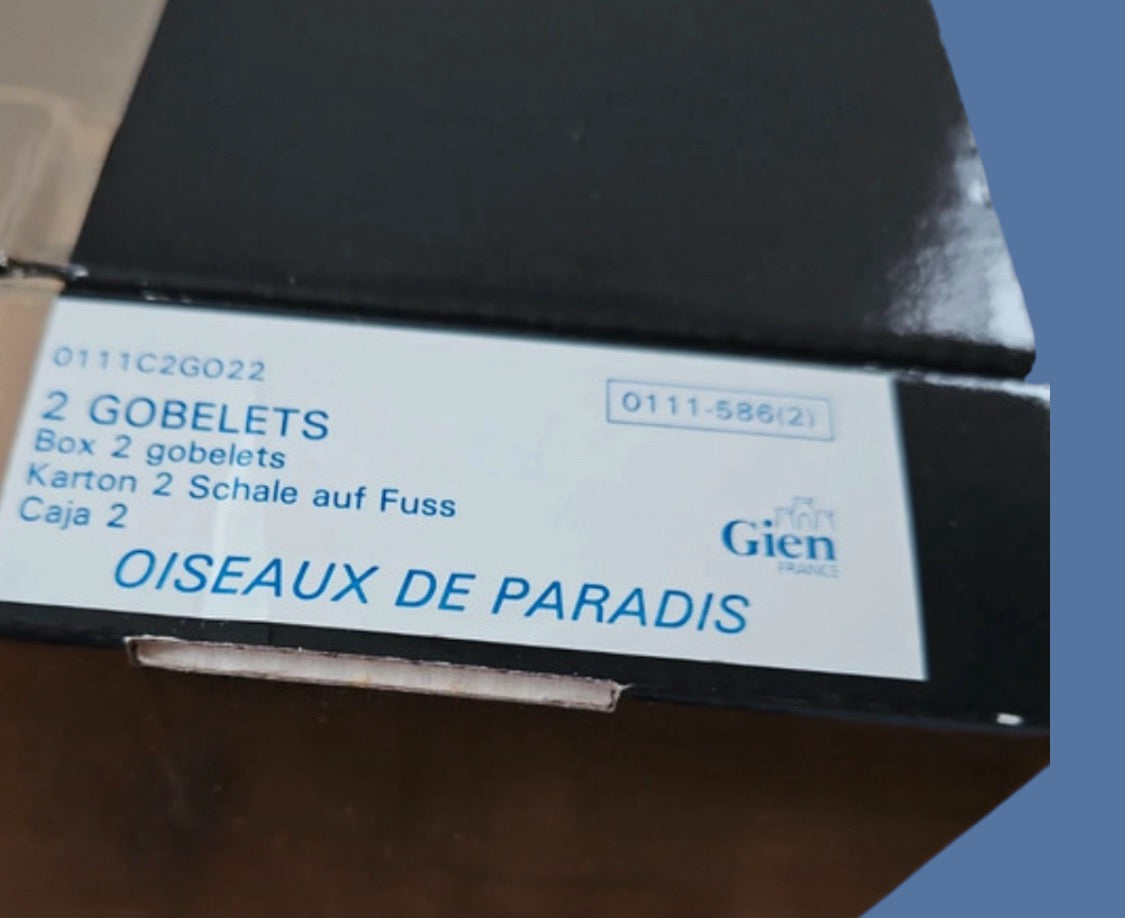 0111C2GO22
0111-586(2)
2 GOBELETS
Box 2 gobelets
Karton 2 Schale auf Fuss
Caja 2
Gien
FRANCE
OISEAUX DE PARADIS